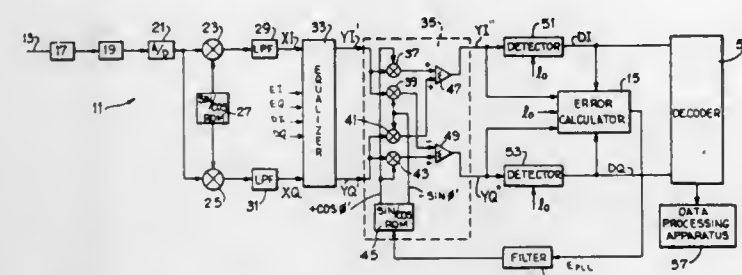 13
17
19
21
A/D
23
29
LPF
XI
33
YI'
35
37
39
41
43
47
49
YI"
51
DETECTOR
DI
lo
15
ERROR
CALCULATOR
lo
DECODER
11
SIN/COS
ROM
27
EI
EQ
DI
DQ
EQUALIZER
25
LPF
31
XQ
YQ'
+COSØ'
-SINØ'
SIN/COS
ROM
45
YQ"
53
DETECTOR
DQ
lo
FILTER
EPLL
DATA
PROCESSING
APPARATUS
57